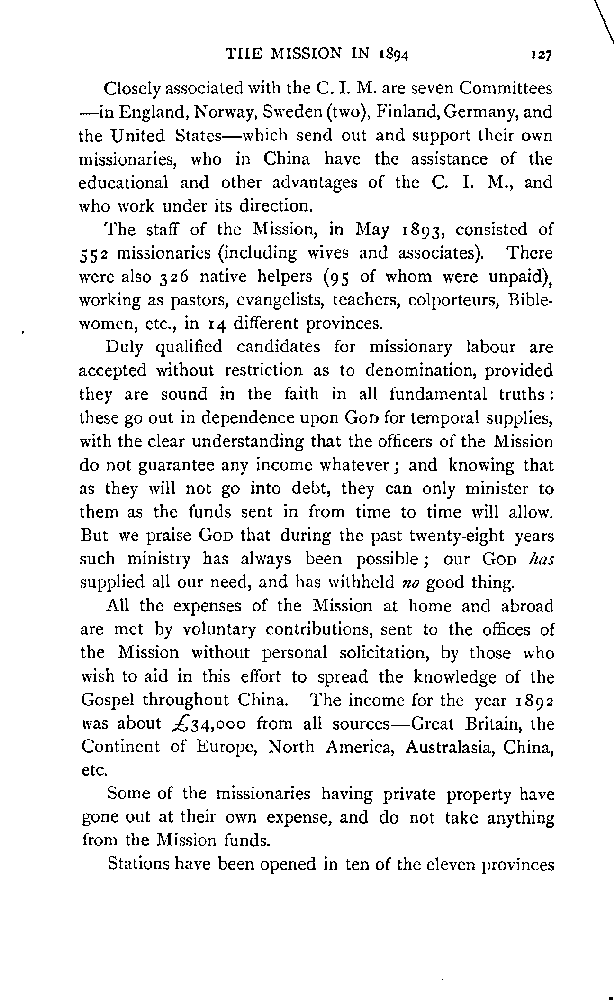 THE MISSION IN 1894 127
Closely associated with the C. I. M. are seven Committees
—in England, Norway, Sweden (two), Finland, Germany, and
the United States—which send out and support their own
missionaries, who in China have the assistance of the
educational and other advantages of the C. I. M., and
who work under its direction.
The staff of the Mission, in May 1893, consisted of
552 missionaries (including wives and associates). There
were also 326 native helpers (95 of whom were unpaid),
working as pastors, evangelists, teachers, colporteurs, Bible-
women, etc., in 14 different provinces.
Duly qualified candidates for missionary labour are
accepted without restriction as to denomination, provided
they are sound in the faith in all fundamental truths:
these go out in dependence upon GOD for temporal supplies,
with the clear understanding that the officers of the Mission
do not guarantee any income whatever; and knowing that
as they will not go into debt, they can only minister to
them as the funds sent in from time to time will allow.
But we praise GOD that during the past twenty-eight years
such ministry has always been possible; our GOD has
supplied all our need, and has withheld no good thing.
All the expenses of the Mission at home and abroad
are met by voluntary contributions, sent to the offices of
the Mission without personal solicitation, by those who
wish to aid in this effort to spread the knowledge of the
Gospel throughout China. The income for the year 1892
was about £34,000 from all sources—Great Britain, the
Continent of Europe, North America, Australasia, China,
etc.
Some of the missionaries having private property have
gone out at their own expense, and do not take anything
from the Mission funds.
Stations have been opened in ten of the eleven provinces